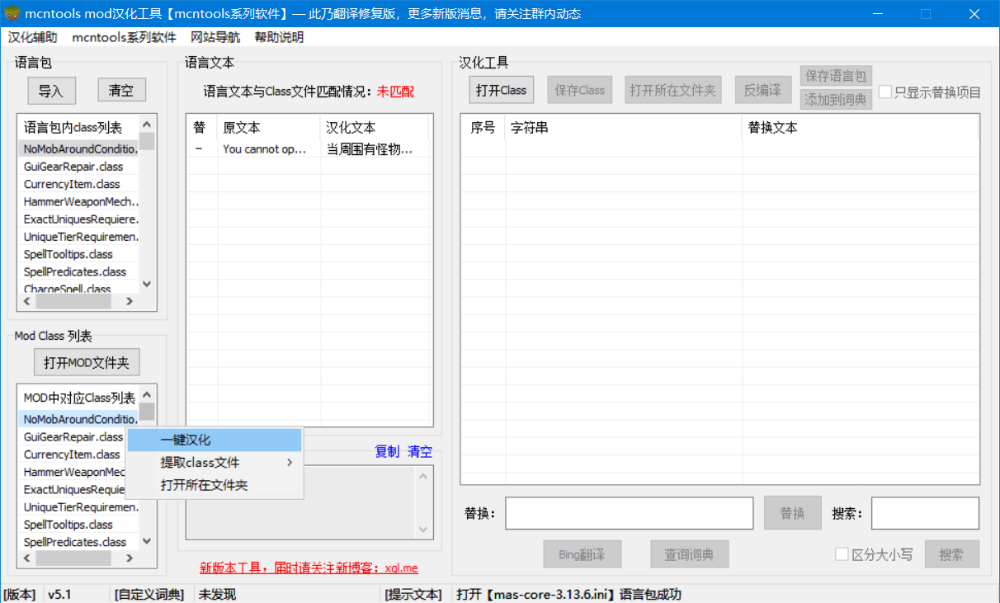 mcntools mod汉化工具【mcntools系列软件】— 此乃翻译修复版，更多新版消息，请关注群内动态
汉化辅助 mcntools系列软件 网站导航 帮助说明
语言包
导入 清空
语言包内class列表
NoMobAroundConditio.
GuiGearRepair.class
CurrencyItem.class
HammerWeaponMech..
ExactUniquesRequiere.
UniqueTierRequiremen.
SpellTooltips.class
SpellPredicates.class
ChargeSpell.class
Mod Class 列表
打开MOD文件夹
MOD中对应Class列表
NoMobAroundConditio.
GuiGearRepair.class
CurrencyItem.class
HammerWeaponMec
ExactUniquesRequie
UniqueTierRequiremen.
SpellTooltips.class
SpellPredicates.class
一键汉化
提取class文件
打开所在文件夹
语言文本
语言文本与Class文件匹配情况：未匹配
替 原文本 汉化文本
– You cannot op... 当周围有怪物...
复制 清空
新版本工具，届时请关注新博客：xgl.me
汉化工具
打开Class 保存Class 打开所在文件夹 反编译 保存语言包 添加到词典 只显示替换项目
序号 字符串 替换文本
替换： 替换 搜索：
Bing翻译 查询词典 区分大小写 搜索
[版本] v5.1 [自定义词典] 未发现 [提示文本] 打开【mas-core-3.13.6.ini】语言包成功